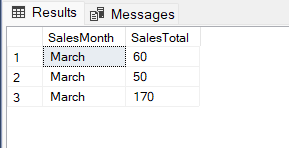 Results Messages
SalesMonth SalesTotal
1 March 60
2 March 50
3 March 170